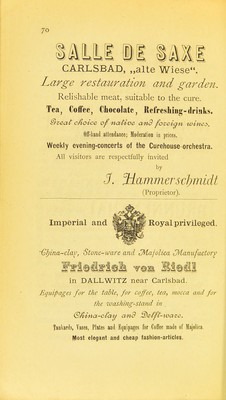 70
SALLE DE SAXE
CARLSBAD, „alte Wiese“.
Large restauration and garden.
Relishable meat, suitable to the cure.
Tea, Coffee, Chocolate, Refreshing-drinks.
Great choice of native and foreign wines.
Off-hand attendance; Moderation in prices.
Weekly evening-concerts of the Curehouse-orchestra.
All visitors are respectfully invited
by
J. Hammerschmidt
(Proprietor).
Imperial and Royal privileged.
China-clay, Stone-ware and Majolica Manufactory
Friedrich von Riedl
in DALLWITZ near Carlsbad.
Equipages for the table, for coffee, tea, mocca and for
the washing-stand in
China-clay and Delft-ware.
Tankards, Vases, Plates and Equipages for Coffee made of Majolica.
Most elegant and cheap fashion-articles.